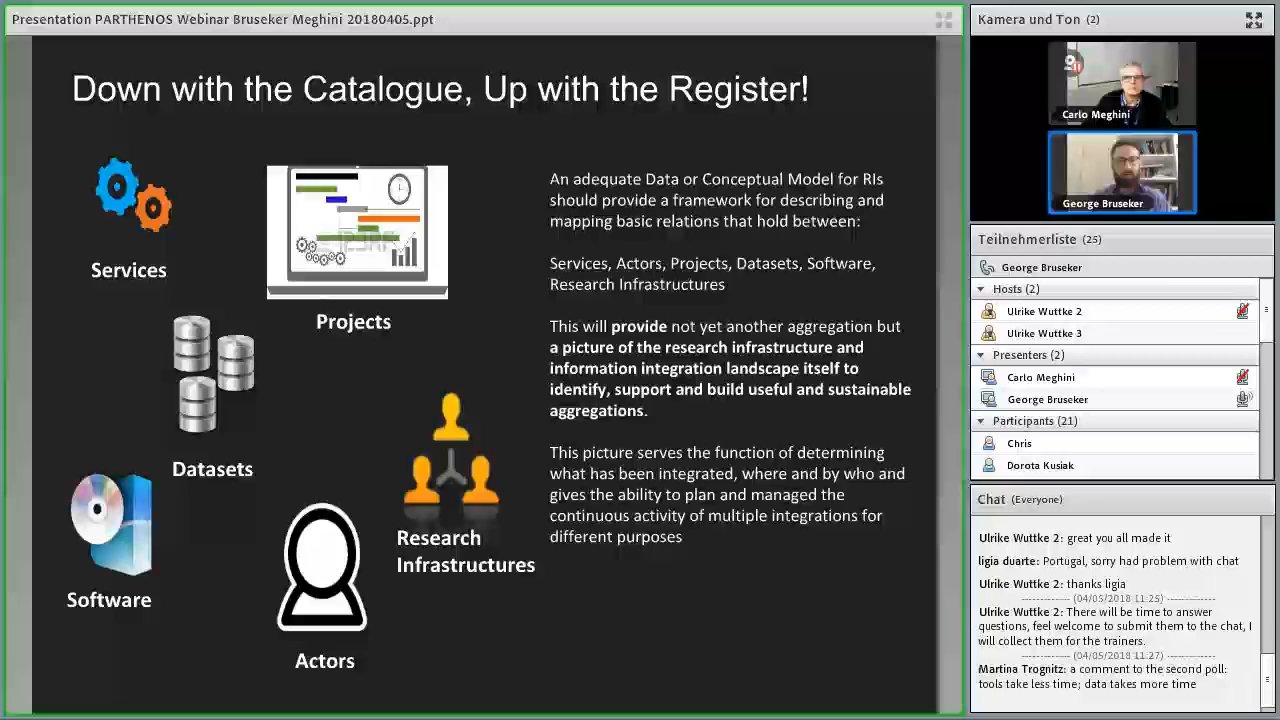 Presentation PARTHENOS Webinar Bruseker Meghini 20180405.ppt
Down with the Catalogue, Up with the Register!
Services
Projects
Datasets
Software
Research
Infrastructures
Actors
An adequate Data or Conceptual Model for RIs
should provide a framework for describing and
mapping basic relations that hold between:
Services, Actors, Projects, Datasets, Software,
Research Infrastructures
This will provide not yet another aggregation but
a picture of the research infrastructure and
information integration landscape itself to
identify, support and build useful and sustainable
aggregations.
This picture serves the function of determining
what has been integrated, where and by who and
gives the ability to plan and managed the
continuous activity of multiple integrations for
different purposes
Kamera und Ton (2)
Carlo Meghini
George Bruseker
Teilnehmerliste (25)
George Bruseker
Hosts (2)
Ulrike Wuttke 2
Ulrike Wuttke 3
Presenters (2)
Carlo Meghini
George Bruseker
Participants (21)
Chris
Dorota Kusiak
Chat (Everyone)
Ulrike Wuttke 2: great you all made it
ligia duarte: Portugal, sorry had problem with chat
Ulrike Wuttke 2: thanks ligia
------------- (04/05/2018 11:25) -------------
Ulrike Wuttke 2: There will be time to answer
questions, feel welcome to submit them to the chat, I
will collect them for the trainers.
------------- (04/05/2018 11:27) -------------
Martina Trognitz: a comment to the second poll:
tools take less time; data takes more time